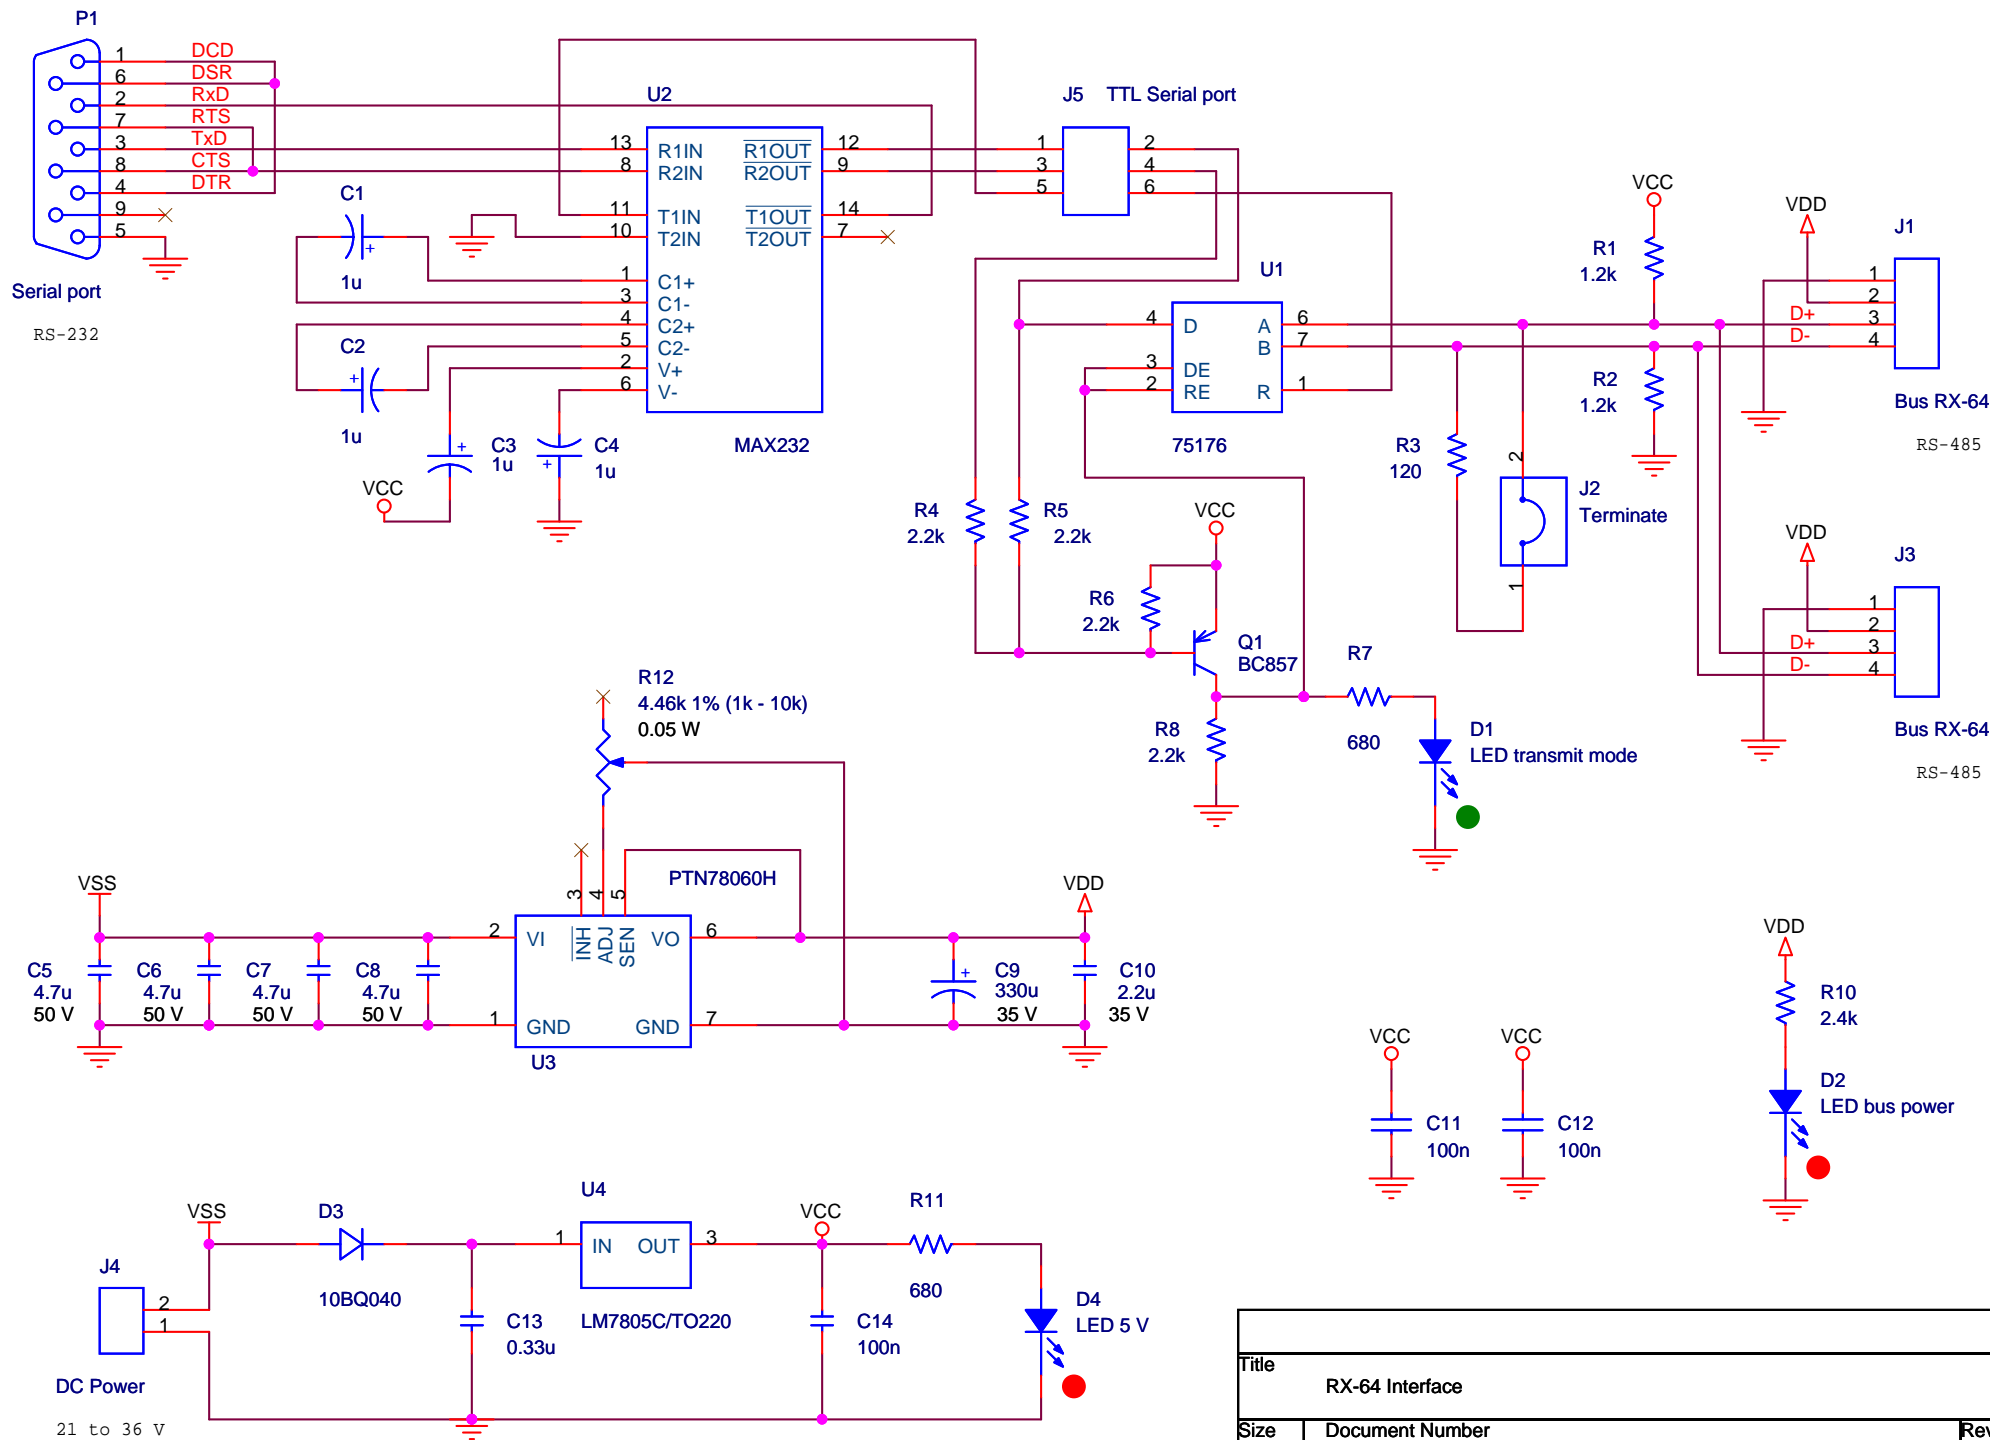 P1
1 DCD
6 DSR
2 RxD
7 RTS
3 TxD
8 CTS
4 DTR
9
5
Serial port
RS-232
C1
1u
C2
1u
U2
13 R1IN R1OUT 12
8 R2IN R2OUT 9
11 T1IN T1OUT 14
10 T2IN T2OUT 7
1 C1+
3 C1-
4 C2+
5 C2-
2 V+
6 V-
MAX232
C3
1u
C4
1u
VCC
J5 TTL Serial port
1 2
3 4
5 6
U1
4 D A 6
B 7
3 DE
2 RE R 1
75176
VCC
R1
1.2k
R2
1.2k
R3
120
2
J2
Terminate
1
VDD
J1
1
2
D+ 3
D- 4
Bus RX-64
RS-485
VDD
J3
1
2
D+ 3
D- 4
Bus RX-64
RS-485
R4
2.2k
R5
2.2k
VCC
R6
2.2k
Q1
BC857
R7
680
R8
2.2k
D1
LED transmit mode
R12
4.46k 1% (1k - 10k)
0.05 W
PTN78060H
VSS
3 4 5
2 VI INH ADJ SEN VO 6
1 GND GND 7
U3
C5
4.7u
50 V
C6
4.7u
50 V
C7
4.7u
50 V
C8
4.7u
50 V
VDD
C9
330u
35 V
C10
2.2u
35 V
VCC
C11
100n
VCC
C12
100n
VDD
R10
2.4k
D2
LED bus power
VSS
J4
2
1
DC Power
21 to 36 V
D3
10BQ040
C13
0.33u
U4
1 IN OUT 3
LM7805C/TO220
VCC
C14
100n
R11
680
D4
LED 5 V
Title
RX-64 Interface
Size Document Number Rev